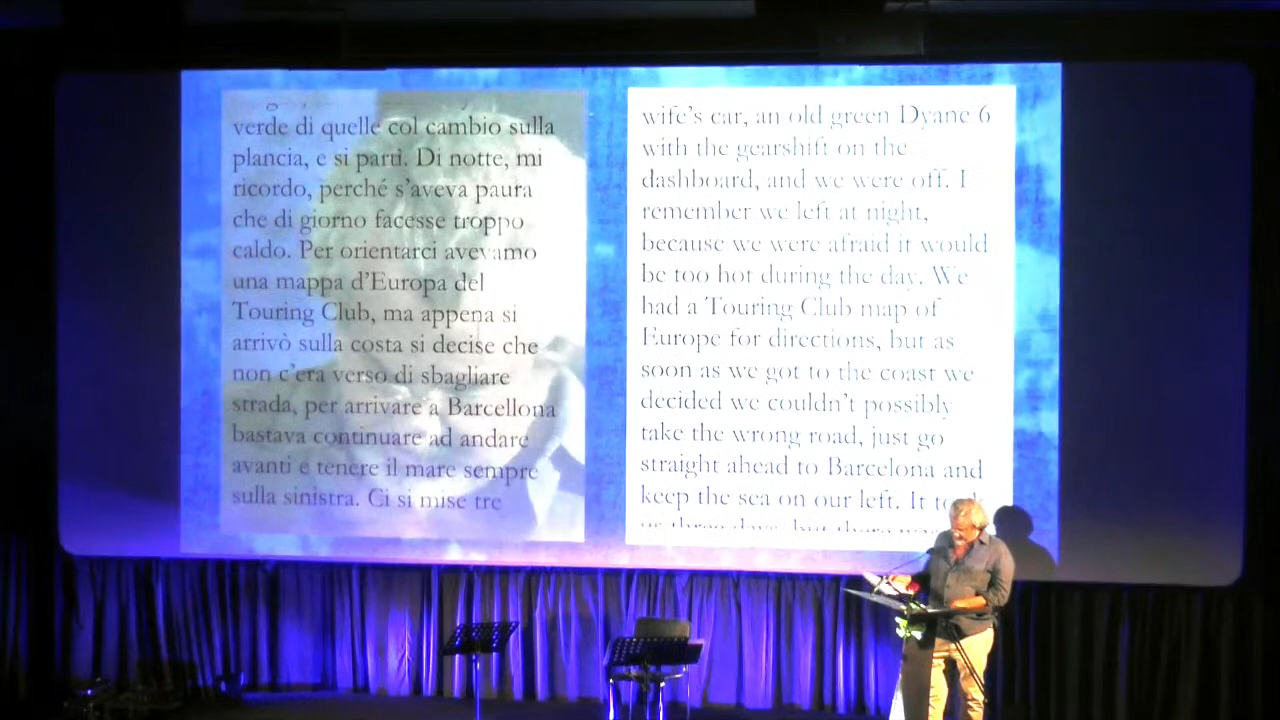 verde di quelle col cambio sulla
plancia, e si partì. Di notte, mi
ricordo, perché s'aveva paura
che di giorno facesse troppo
caldo. Per orientarci avevamo
una mappa d'Europa del
Touring Club, ma appena si
arrivò sulla costa si decise che
non c'era verso di sbagliare
strada, per arrivare a Barcellona
bastava continuare ad andare
avanti e tenere il mare sempre
sulla sinistra. Ci si mise tre
wife's car, an old green Dyane 6
with the gearshift on the
dashboard, and we were off. I
remember we left at night,
because we were afraid it would
be too hot during the day. We
had a Touring Club map of
Europe for directions, but as
soon as we got to the coast we
decided we couldn't possibly
take the wrong road, just go
straight ahead to Barcelona and
keep the sea on our left. It